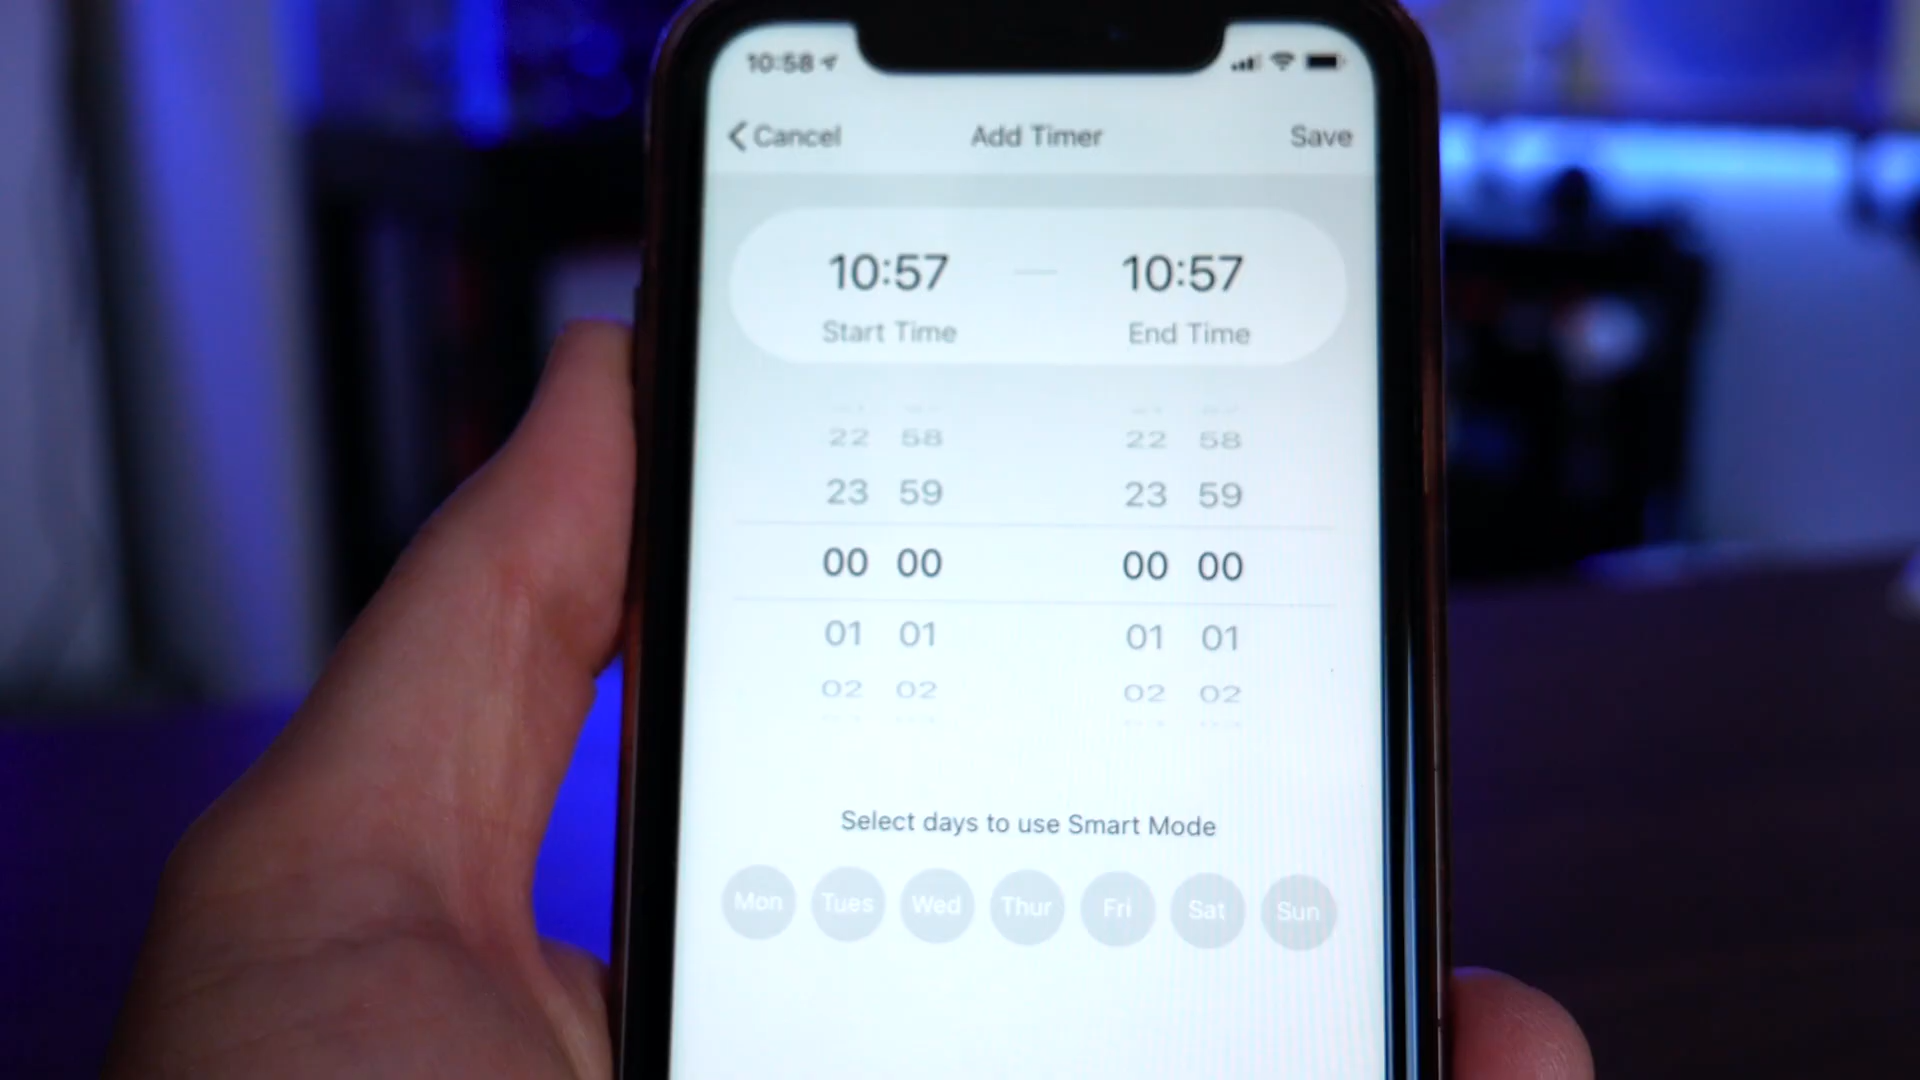 10:58
Cancel Add Timer Save
10:57 10:57
Start Time End Time
22 58 22 58
23 59 23 59
00 00 00 00
01 01 01 01
02 02 02 02
Select days to use Smart Mode
Mon Tues Wed Thur Fri Sat Sun